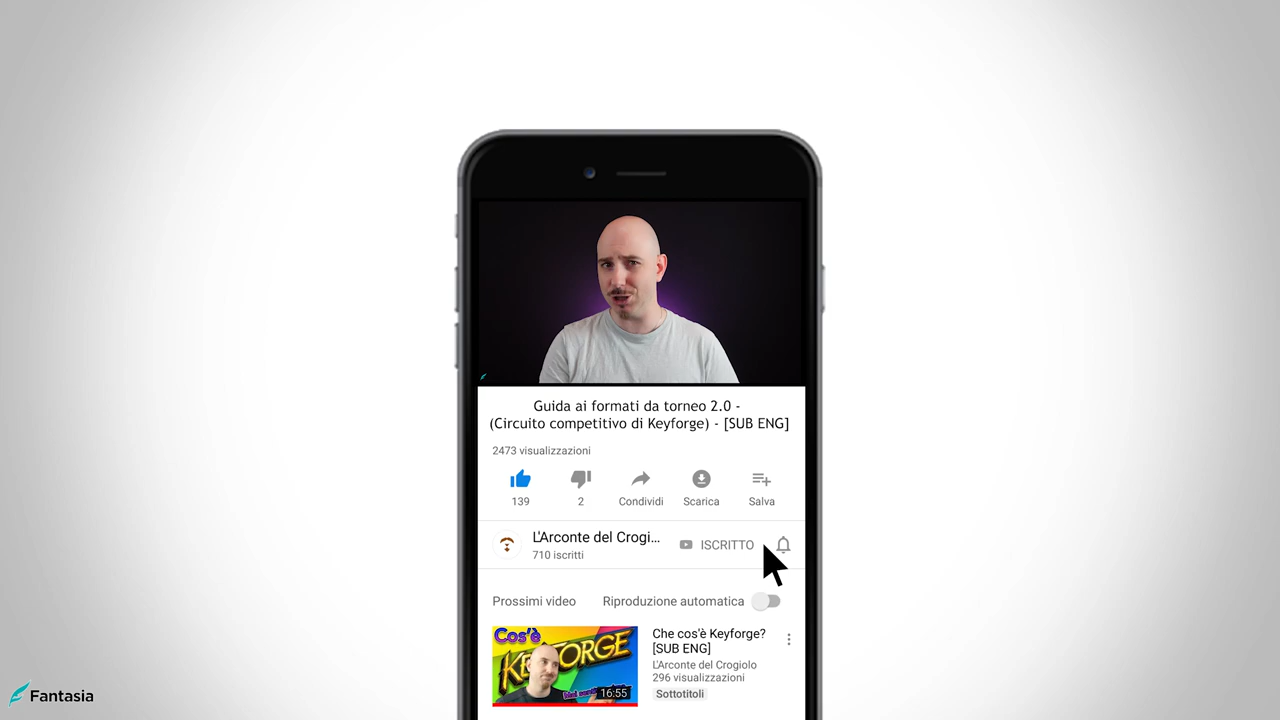 Guida ai formati da torneo 2.0 -
(Circuito competitivo di Keyforge) - [SUB ENG]
2473 visualizzazioni
139
2
Condividi
Scarica
Salva
L'Arconte del Crogi...
ISCRITTO
710 iscritti
Prossimi video
Riproduzione automatica
Cos'è
KEYFORGE
16:55
Che cos'è Keyforge?
[SUB ENG]
L'Arconte del Crogiolo
296 visualizzazioni
Sottotitoli
Fantasia